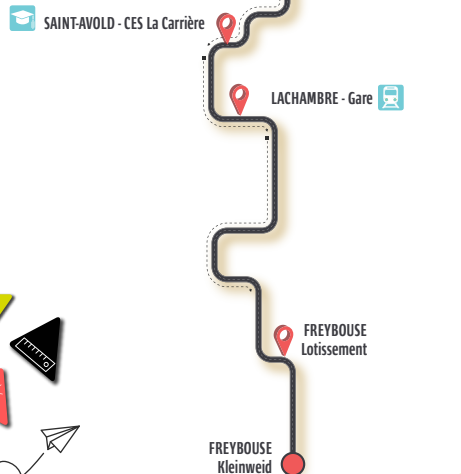 SAINT-AVOLD - CES La Carrière
LACHAMBRE - Gare
FREYBOUSE
Lotissement
FREYBOUSE
Kleinweid